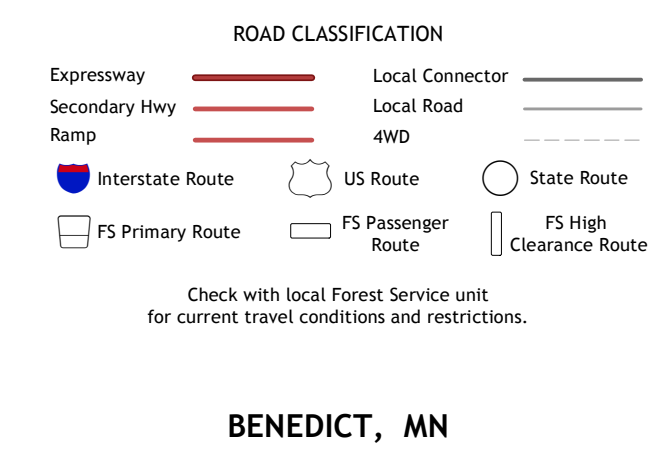 ROAD CLASSIFICATION
Expressway
Local Connector
Secondary Hwy
Local Road
Ramp
4WD
Interstate Route
US Route
State Route
FS Primary Route
FS Passenger
Route
FS High
Clearance Route
Check with local Forest Service unit
for current travel conditions and restrictions.
BENEDICT, MN